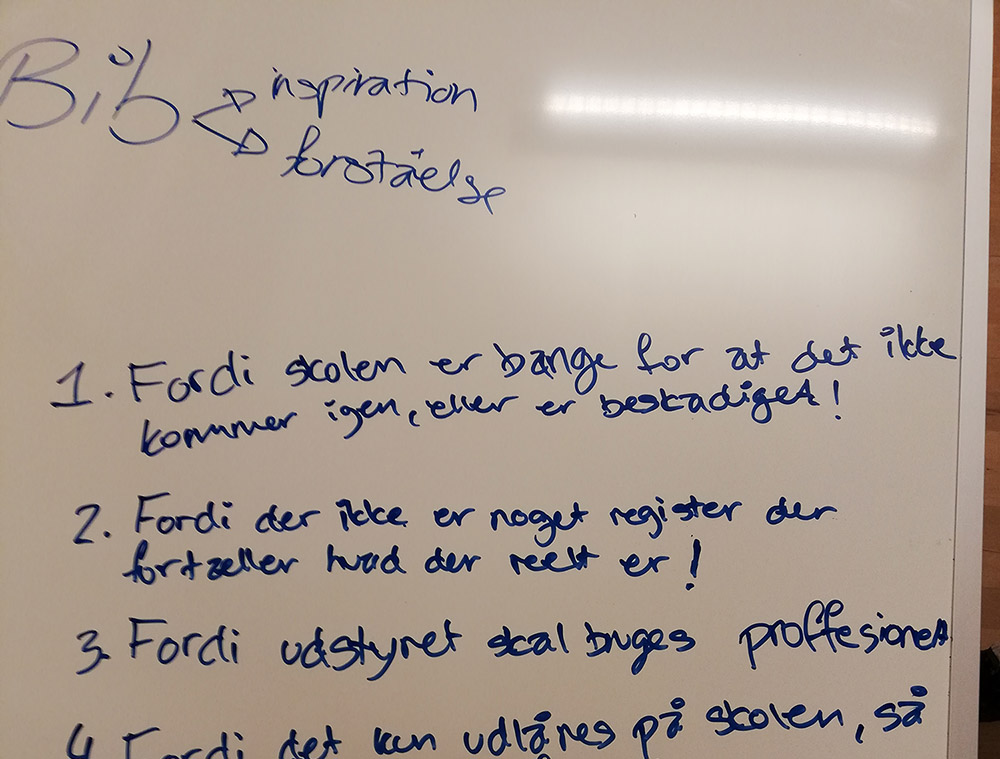 Bib
inspiration
forståelse
1. Fordi skolen er bange for at det ikke
kommer igen, eller er beskadiget!
2. Fordi der ikke er noget register der
fortæller hvad der reelt er!
3. Fordi udstyret skal bruges proffesionelt
4. Fordi det kun udlånes på skolen, så